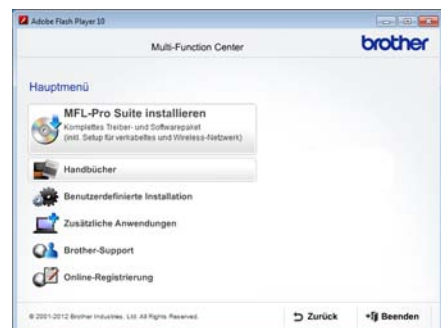 Adobe Flash Player 10
Multi-Function Center
brother
Hauptmenü
MFL-Pro Suite installieren
Komplettes Treiber- und Softwarepaket
(inkl. Setup für verkabeltes und Wireless-Netzwerk)
Handbücher
Benutzerdefinierte Installation
Zusätzliche Anwendungen
Brother-Support
Online-Registrierung
© 2001-2012 Brother Industries, Ltd. All Rights Reserved.
Zurück
Beenden